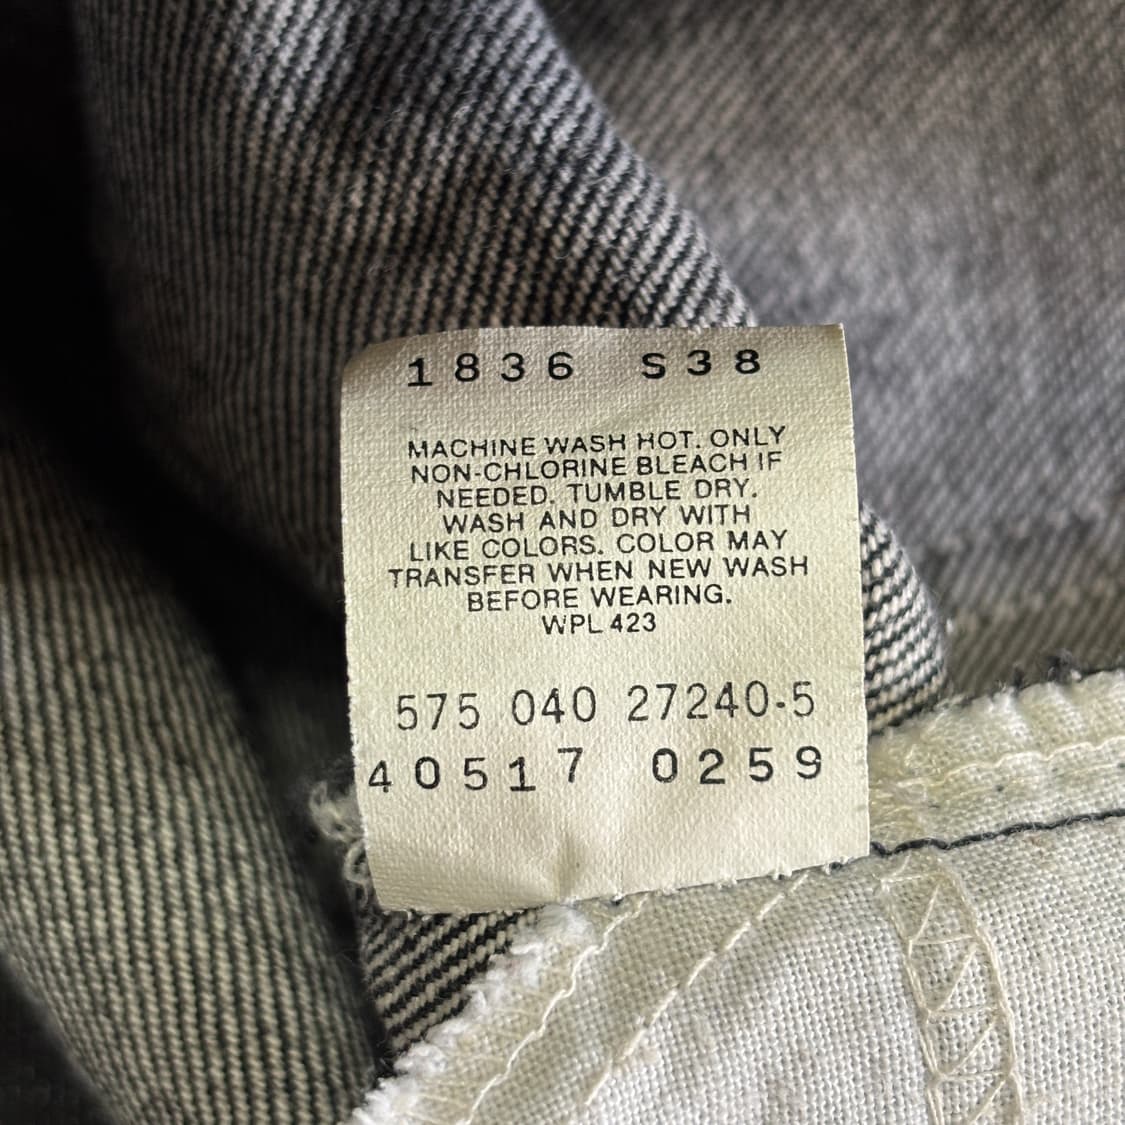 1836 S38
MACHINE WASH HOT. ONLY
NON-CHLORINE BLEACH IF
NEEDED. TUMBLE DRY.
WASH AND DRY WITH
LIKE COLORS. COLOR MAY
TRANSFER WHEN NEW WASH
BEFORE WEARING.
WPL 423
575 040 27240-5
40517 0259